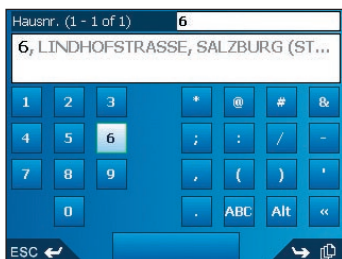 Hausnr. (1 - 1 of 1) 6
6, LINDHOFSTRASSE, SALZBURG (ST...
1 2 3 * @ # &
4 5 6 ; : / -
7 8 9 , ( ) '
0 . ABC Alt «
ESC